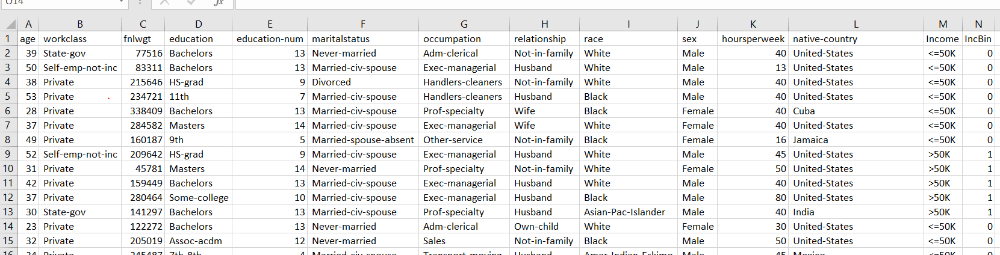 O14 fx
A B C D E F G H I J K L M N
1 age workclass fnlwgt education education-num maritalstatus occumpation relationship race sex hoursperweek native-country Income IncBin
2 39 State-gov 77516 Bachelors 13 Never-married Adm-clerical Not-in-family White Male 40 United-States <=50K 0
3 50 Self-emp-not-inc 83311 Bachelors 13 Married-civ-spouse Exec-managerial Husband White Male 13 United-States <=50K 0
4 38 Private 215646 HS-grad 9 Divorced Handlers-cleaners Not-in-family White Male 40 United-States <=50K 0
5 53 Private 234721 11th 7 Married-civ-spouse Handlers-cleaners Husband Black Male 40 United-States <=50K 0
6 28 Private 338409 Bachelors 13 Married-civ-spouse Prof-specialty Wife Black Female 40 Cuba <=50K 0
7 37 Private 284582 Masters 14 Married-civ-spouse Exec-managerial Wife White Female 40 United-States <=50K 0
8 49 Private 160187 9th 5 Married-spouse-absent Other-service Not-in-family Black Female 16 Jamaica <=50K 0
9 52 Self-emp-not-inc 209642 HS-grad 9 Married-civ-spouse Exec-managerial Husband White Male 45 United-States >50K 1
10 31 Private 45781 Masters 14 Never-married Prof-specialty Not-in-family White Female 50 United-States >50K 1
11 42 Private 159449 Bachelors 13 Married-civ-spouse Exec-managerial Husband White Male 40 United-States >50K 1
12 37 Private 280464 Some-college 10 Married-civ-spouse Exec-managerial Husband Black Male 80 United-States >50K 1
13 30 State-gov 141297 Bachelors 13 Married-civ-spouse Prof-specialty Husband Asian-Pac-Islander Male 40 India >50K 1
14 23 Private 122272 Bachelors 13 Never-married Adm-clerical Own-child White Female 30 United-States <=50K 0
15 32 Private 205019 Assoc-acdm 12 Never-married Sales Not-in-family Black Male 50 United-States <=50K 0
16 34 Private 245487 7th-8th 4 Married-civ-spouse Transport-moving Husband Amer-Indian-Eskimo Male 45 Mexico <=50K 0